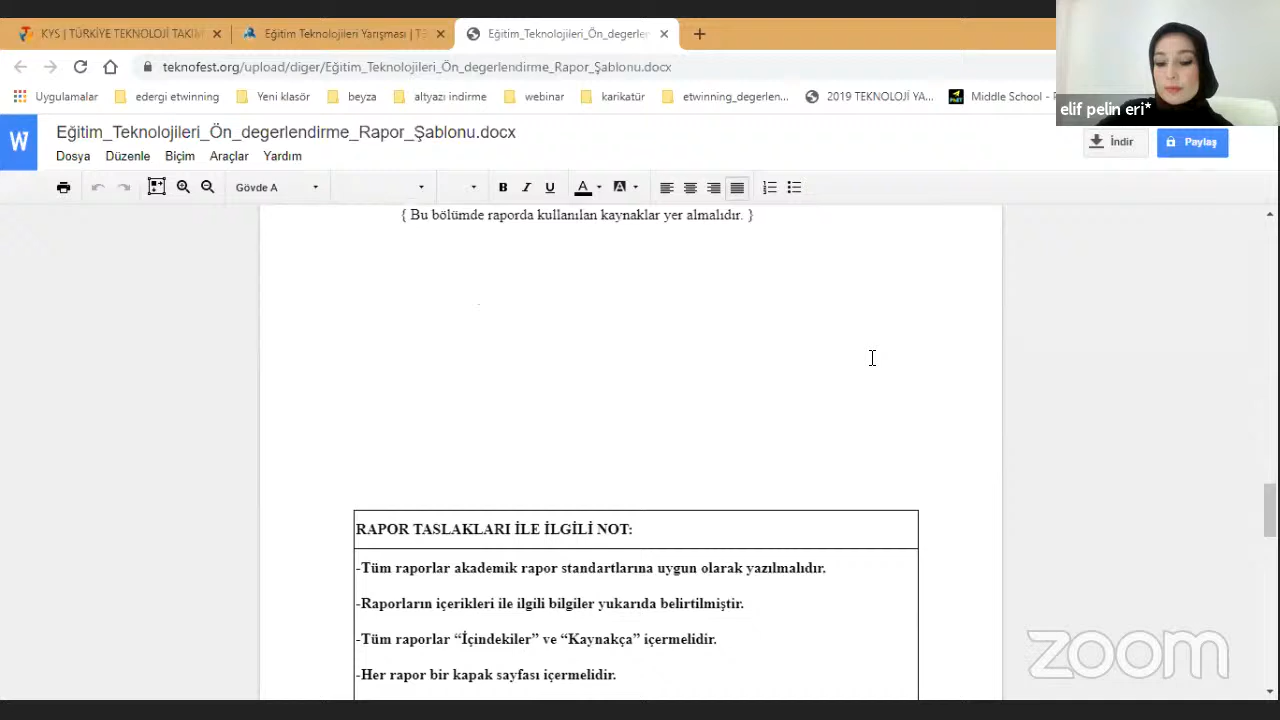 KYS | TÜRKİYE TEKNOLOJİ TAKIM
Eğitim Teknolojileri Yarışması | TE
Eğitim_Teknolojileri_Ön_değerle
teknofest.org/upload/diger/Eğitim_Teknolojileri_Ön_degerlendirme_Rapor_Şablonu.docx
Uygulamalar
edergi etwinning
Yeni klasör
beyza
altyazı indirme
webinar
karikatür
etwinning_degerlen...
2019 TEKNOLOJİ YA...
Middle School - P
elif pelin eri*
W
Eğitim_Teknolojileri_Ön_degerlendirme_Rapor_Şablonu.docx
Dosya Düzenle Biçim Araçlar Yardım
İndir
Paylaş
Gövde A
B I U A A
{ Bu bölümde raporda kullanılan kaynaklar yer almalıdır. }
RAPOR TASLAKLARI İLE İLGİLİ NOT:
-Tüm raporlar akademik rapor standartlarına uygun olarak yazılmalıdır.
-Raporların içerikleri ile ilgili bilgiler yukarıda belirtilmiştir.
-Tüm raporlar “İçindekiler” ve “Kaynakça” içermelidir.
-Her rapor bir kapak sayfası içermelidir.
zoom